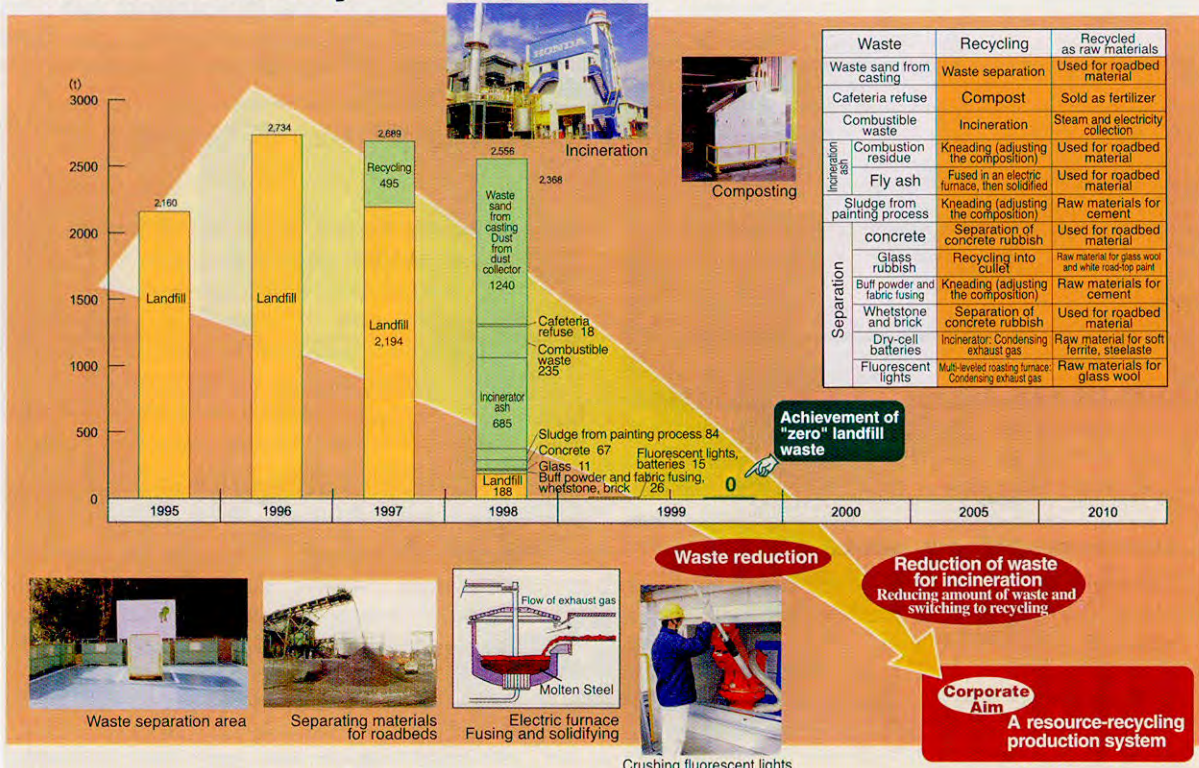 HONDA
Incineration
Composting
(t)
3000
2500
2000
1500
1000
500
0
2,160
Landfill
2,734
Landfill
2,689
Recycling
495
Landfill
2,194
2,556
2,368
Waste
sand
from
casting
Dust
from
dust
collector
1240
Cafeteria
refuse 18
Combustible
waste
235
Incinerator
ash
685
Sludge from painting process 84
Concrete 67
Fluorescent lights,
batteries 15
Glass 11
Buff powder and fabric fusing,
whetstone, brick 26
Landfill
188
0
Achievement of
"zero" landfill
waste
1995
1996
1997
1998
1999
2000
2005
2010
Waste Recycling Recycled
as raw materials
Waste sand from
casting
Waste separation
Used for roadbed
material
Cafeteria refuse
Compost
Sold as fertilizer
Combustible
waste
Incineration
Steam and electricity
collection
Incineration
ash
Combustion
residue
Kneading (adjusting
the composition)
Used for roadbed
material
Fly ash
Fused in an electric
furnace, then solidified
Used for roadbed
material
Sludge from
painting process
Kneading (adjusting
the composition)
Raw materials for
cement
Separation
concrete
Separation of
concrete rubbish
Used for roadbed
material
Glass
rubbish
Recycling into
cullet
Raw material for glass wool
and white road-top paint
Buff powder and
fabric fusing
Kneading (adjusting
the composition)
Raw materials for
cement
Whetstone
and brick
Separation of
concrete rubbish
Used for roadbed
material
Dry-cell
batteries
Incinerator: Condensing
exhaust gas
Raw material for soft
ferrite, steelaste
Fluorescent
lights
Multi-leveled roasting furnace:
Condensing exhaust gas
Raw materials for
glass wool
Waste reduction
Reduction of waste
for incineration
Reducing amount of waste and
switching to recycling
Corporate
Aim
A resource-recycling
production system
Waste separation area
Separating materials
for roadbeds
Flow of exhaust gas
Molten Steel
Electric furnace
Fusing and solidifying
Crushing fluorescent lights